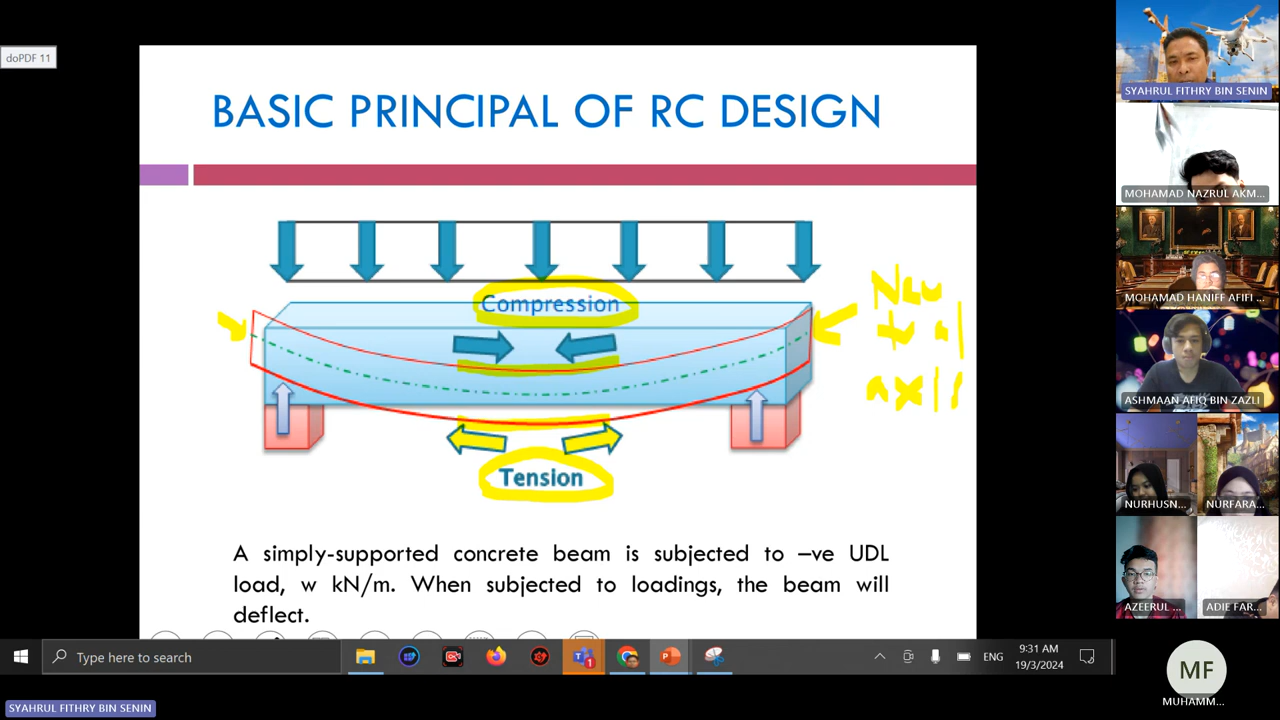 doPDF 11
BASIC PRINCIPAL OF RC DESIGN
Compression
Tension
A simply-supported concrete beam is subjected to –ve UDL
load, w kN/m. When subjected to loadings, the beam will
deflect.
SYAHRUL FITHRY BIN SENIN
MOHAMAD NAZRUL AKM...
MOHAMAD HANIFF AFIFI
ASHMAAN AFIQ BIN ZAZLI
NURHUSN...
NURFARA...
AZEERUL ...
ADIE FAR...
MF
MUHAMM...
Type here to search
1
ENG
9:31 AM
19/3/2024
SYAHRUL FITHRY BIN SENIN